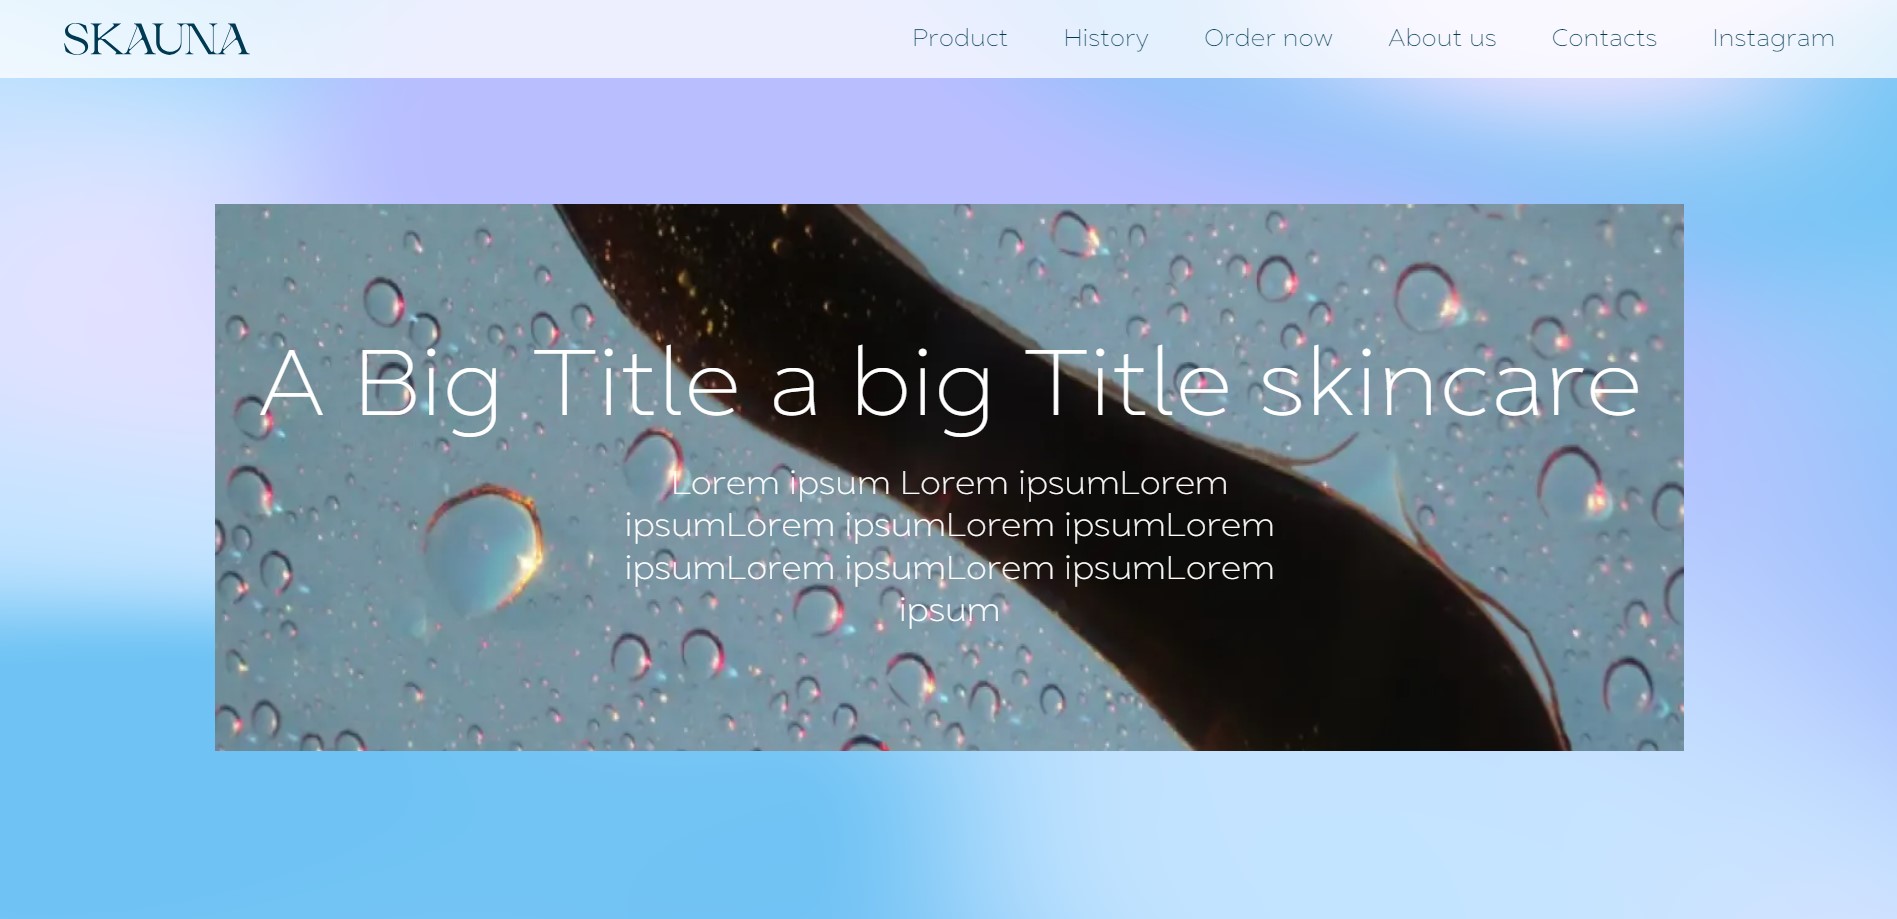 SKAUNA
Product History Order now About us Contacts Instagram
A Big Title a big Title skincare
Lorem ipsum Lorem ipsumLorem
ipsumLorem ipsumLorem ipsumLorem
ipsumLorem ipsumLorem ipsumLorem
ipsum